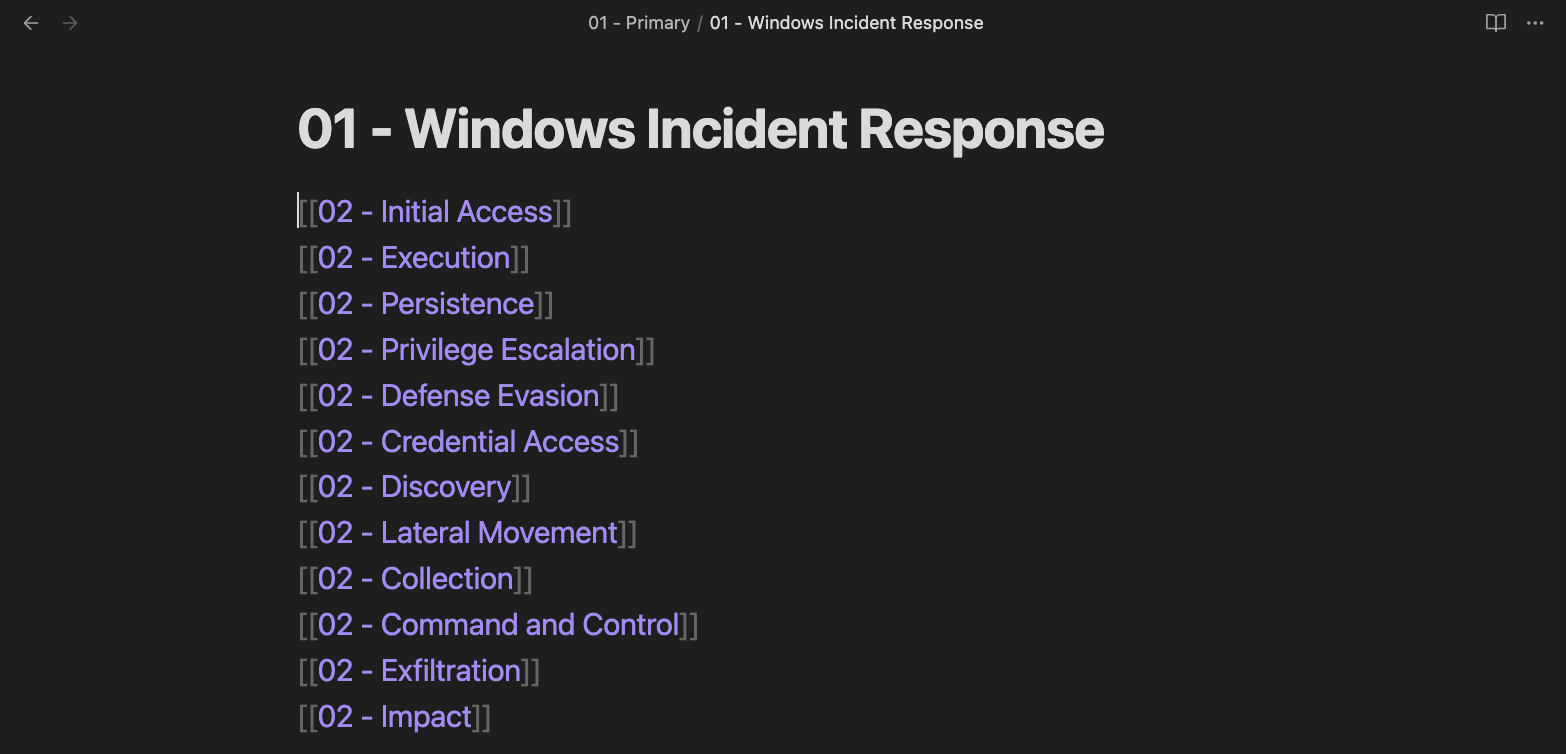 01 - Primary / 01 - Windows Incident Response
01 - Windows Incident Response
[[02 - Initial Access]]
[[02 - Execution]]
[[02 - Persistence]]
[[02 - Privilege Escalation]]
[[02 - Defense Evasion]]
[[02 - Credential Access]]
[[02 - Discovery]]
[[02 - Lateral Movement]]
[[02 - Collection]]
[[02 - Command and Control]]
[[02 - Exfiltration]]
[[02 - Impact]]